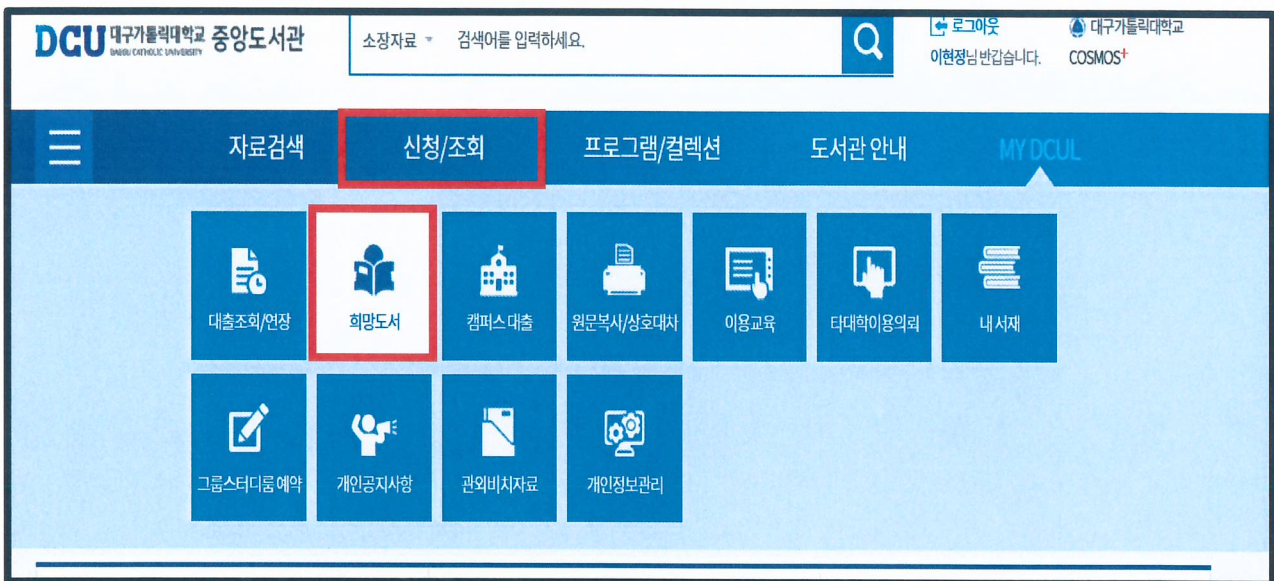 DCU 대구가톨릭대학교 중앙도서관
DAEGU CATHOLIC UNIVERSITY
소장자료 검색어를 입력하세요.
로그아웃 대구가톨릭대학교
이현정님 반갑습니다. COSMOS+
자료검색 신청/조회 프로그램/컬렉션 도서관 안내 MY DCUL
대출조회/연장 희망도서 캠퍼스 대출 원문복사/상호대차 이용교육 타대학이용의뢰 내 서재
그룹스터디룸 예약 개인공지사항 관외비치자료 개인정보관리